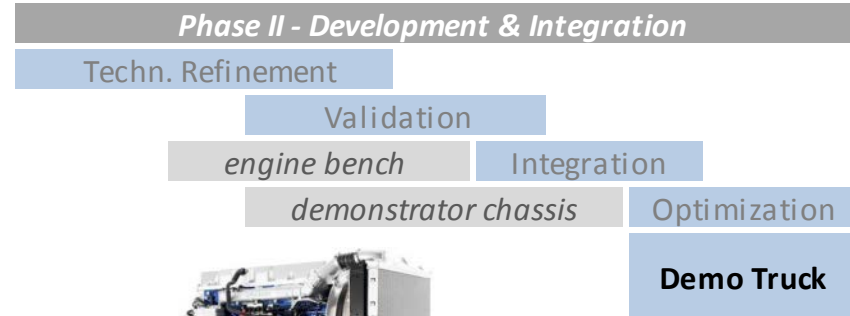 Phase II - Development & Integration
Techn. Refinement
Validation
engine bench Integration
demonstrator chassis Optimization
Demo Truck